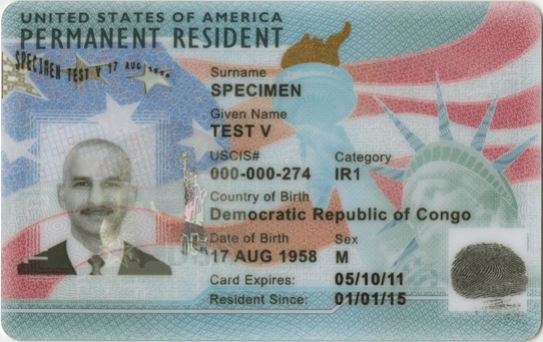 UNITED STATES OF AMERICA
PERMANENT RESIDENT
SPECIMEN TEST V 17 AUG
Surname
SPECIMEN
Given Name
TEST V
USCIS# Category
000-000-274 IR1
Country of Birth
Democratic Republic of Congo
Date of Birth Sex
17 AUG 1958 M
Card Expires: 05/10/11
Resident Since: 01/01/15